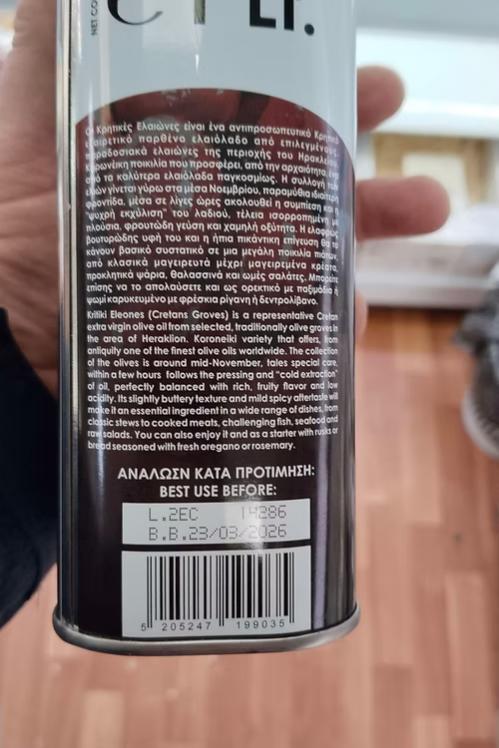 NET CO
e 1 LT.
Οι Κρητικές Ελαιώνες είναι ένα αντιπροσωπευτικό Κρητικό
εξαιρετικό παρθένο ελαιόλαδο από επιλεγμένους
παραδοσιακά ελαιώνες της περιοχής του Ηρακλείου.
Κορωνέικη ποικιλία που προσφέρει, από την αρχαιότητα, ένα
από τα καλύτερα ελαιόλαδα παγκοσμίως. Η συλλογή των
ελιών γίνεται γύρω στα μέσα Νοεμβρίου, παραμύθια ιδιαίτερη
φροντίδα, μέσα σε λίγες ώρες ακολουθεί η συμπίεση και η
"ψυχρή εκχύλιση" του λαδιού, τέλεια ισορροπημένη με
πλούσια, φρουτώδη γεύση και χαμηλή οξύτητα. Η ελαφρώς
βουτυρώδης υφή του και η ήπια πικάντικη επίγευση θα το
κάνουν βασικό συστατικό σε μια μεγάλη ποικιλία πιάτων,
από κλασικά μαγειρευτά μέχρι μαγειρεμένα κρέατα,
προκλητικά ψάρια, θαλασσινά και ωμές σαλάτες. Μπορείτε
επίσης να το απολαύσετε και ως ορεκτικό με παξιμάδια ή
ψωμί καρυκευμένο με φρέσκια ρίγανη ή δεντρολίβανο.
Kritiki Eleones (Cretans Groves) is a representative Cretan
extra virgin olive oil from selected, traditionally olive groves in
the area of Heraklion. Koroneiki variety that offers, from
antiquity one of the finest olive oils worldwide. The collection
of the olives is around mid-November, tales special care,
within a few hours follows the pressing and "cold extraction"
of oil, perfectly balanced with rich, fruity flavor and low
acidity. Its slightly buttery texture and mild spicy aftertaste will
make it an essential ingredient in a wide range of dishes, from
classic stews to cooked meats, challenging fish, seafood and
raw salads. You can also enjoy it and as a starter with rusks or
bread seasoned with fresh oregano or rosemary.
ΑΝΑΛΩΣΝ ΚΑΤΑ ΠΡΟΤΙΜΗΣΗ:
BEST USE BEFORE:
L.2EC 14286
B.B.23/03/2026
5 205247 199035